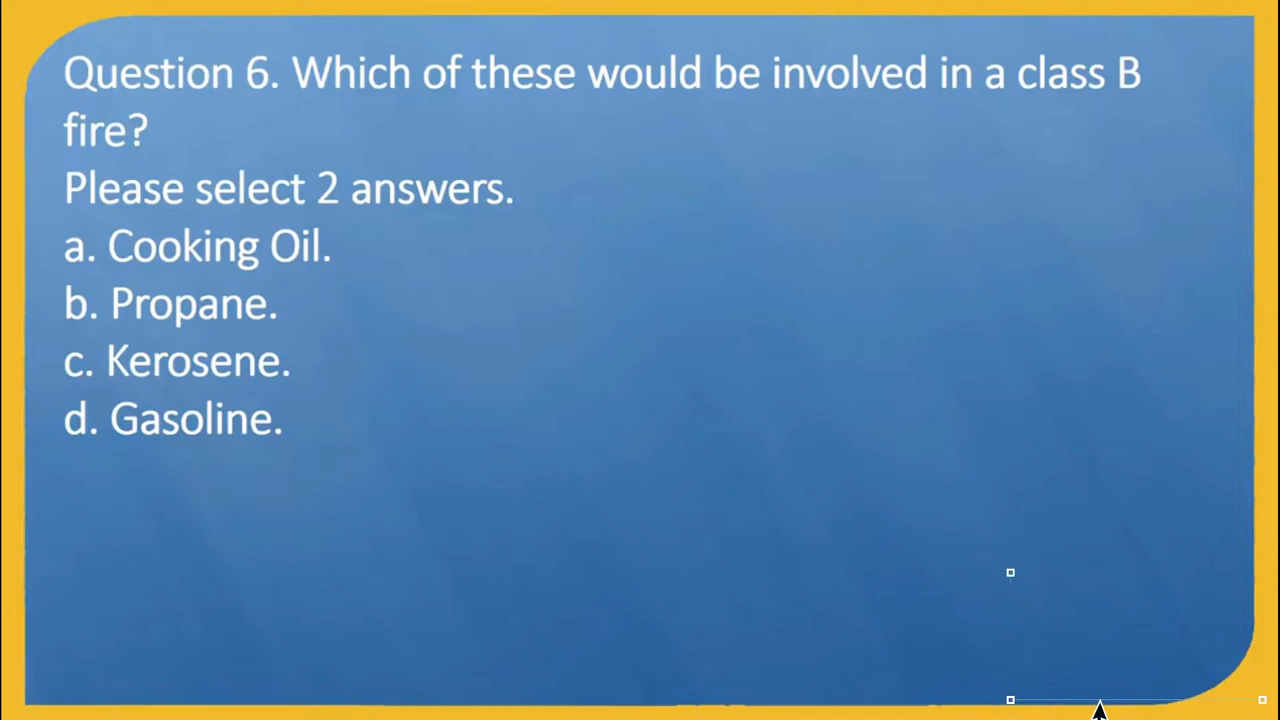 Question 6. Which of these would be involved in a class B
fire?
Please select 2 answers.
a. Cooking Oil.
b. Propane.
c. Kerosene.
d. Gasoline.